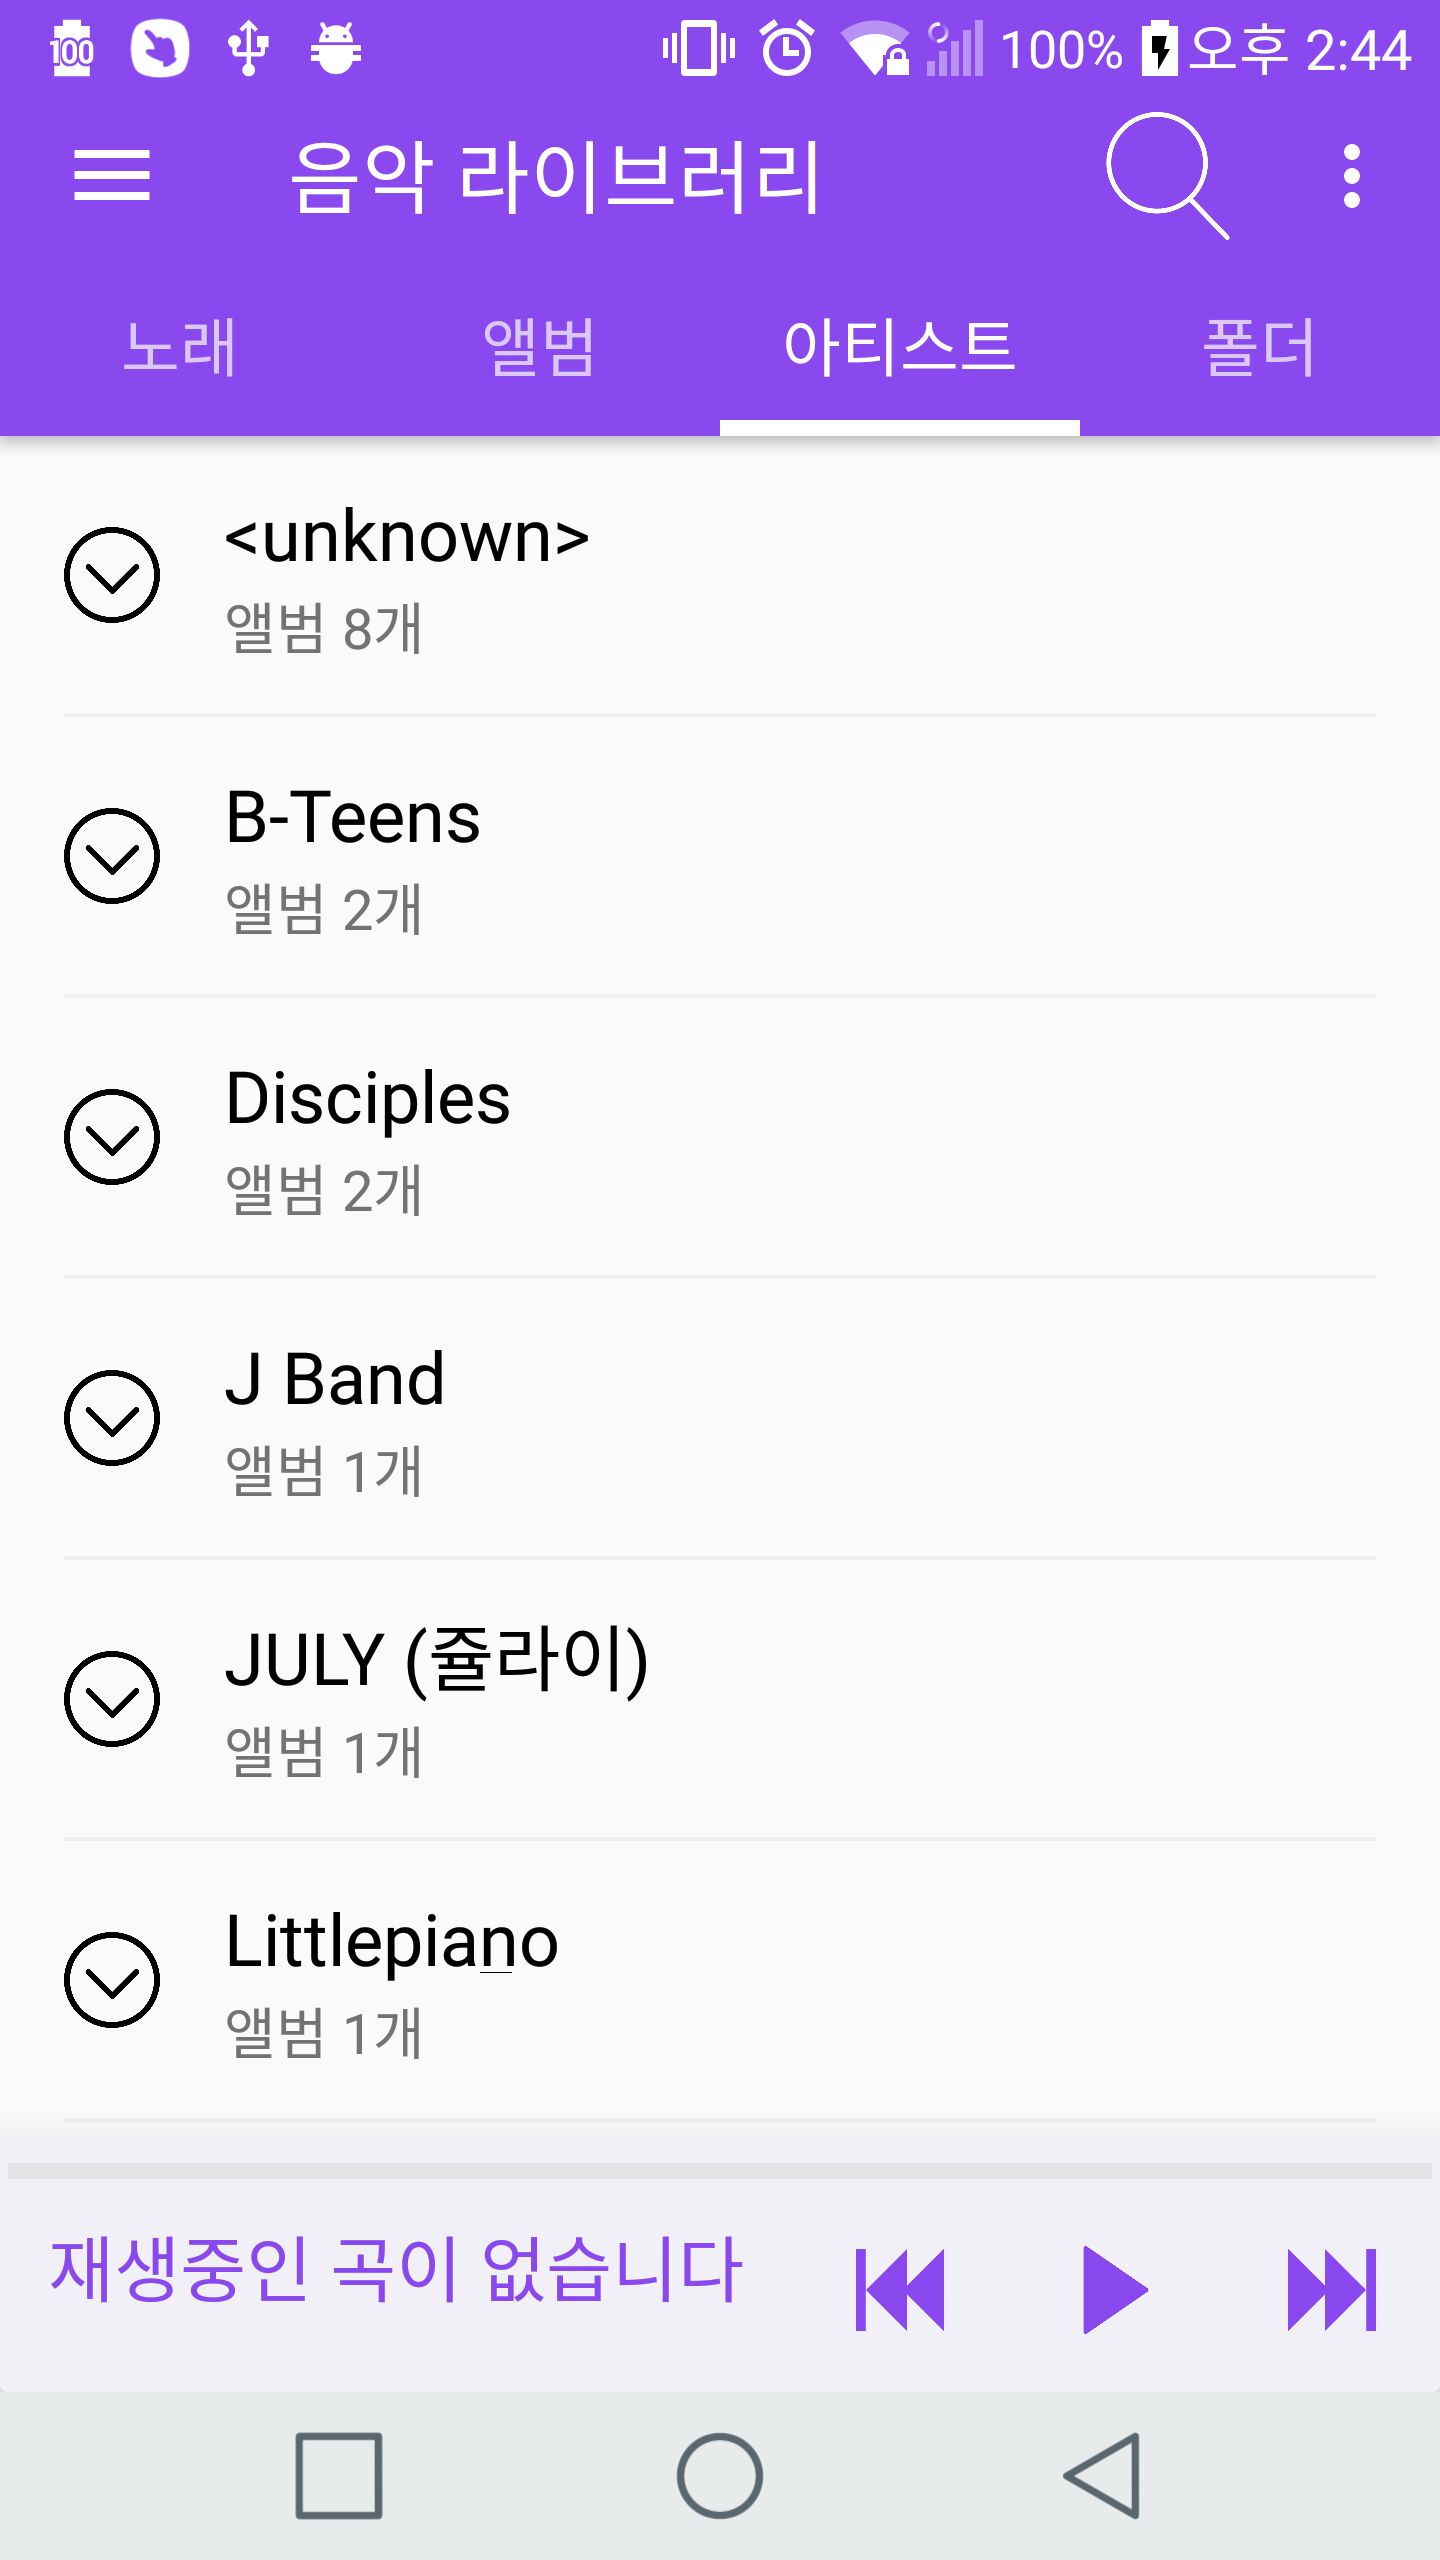 100 100% 오후 2:44
음악 라이브러리
노래 앨범 아티스트 폴더
<unknown>
앨범 8개
B-Teens
앨범 2개
Disciples
앨범 2개
J Band
앨범 1개
JULY (쥴라이)
앨범 1개
Littlepiano
앨범 1개
재생중인 곡이 없습니다